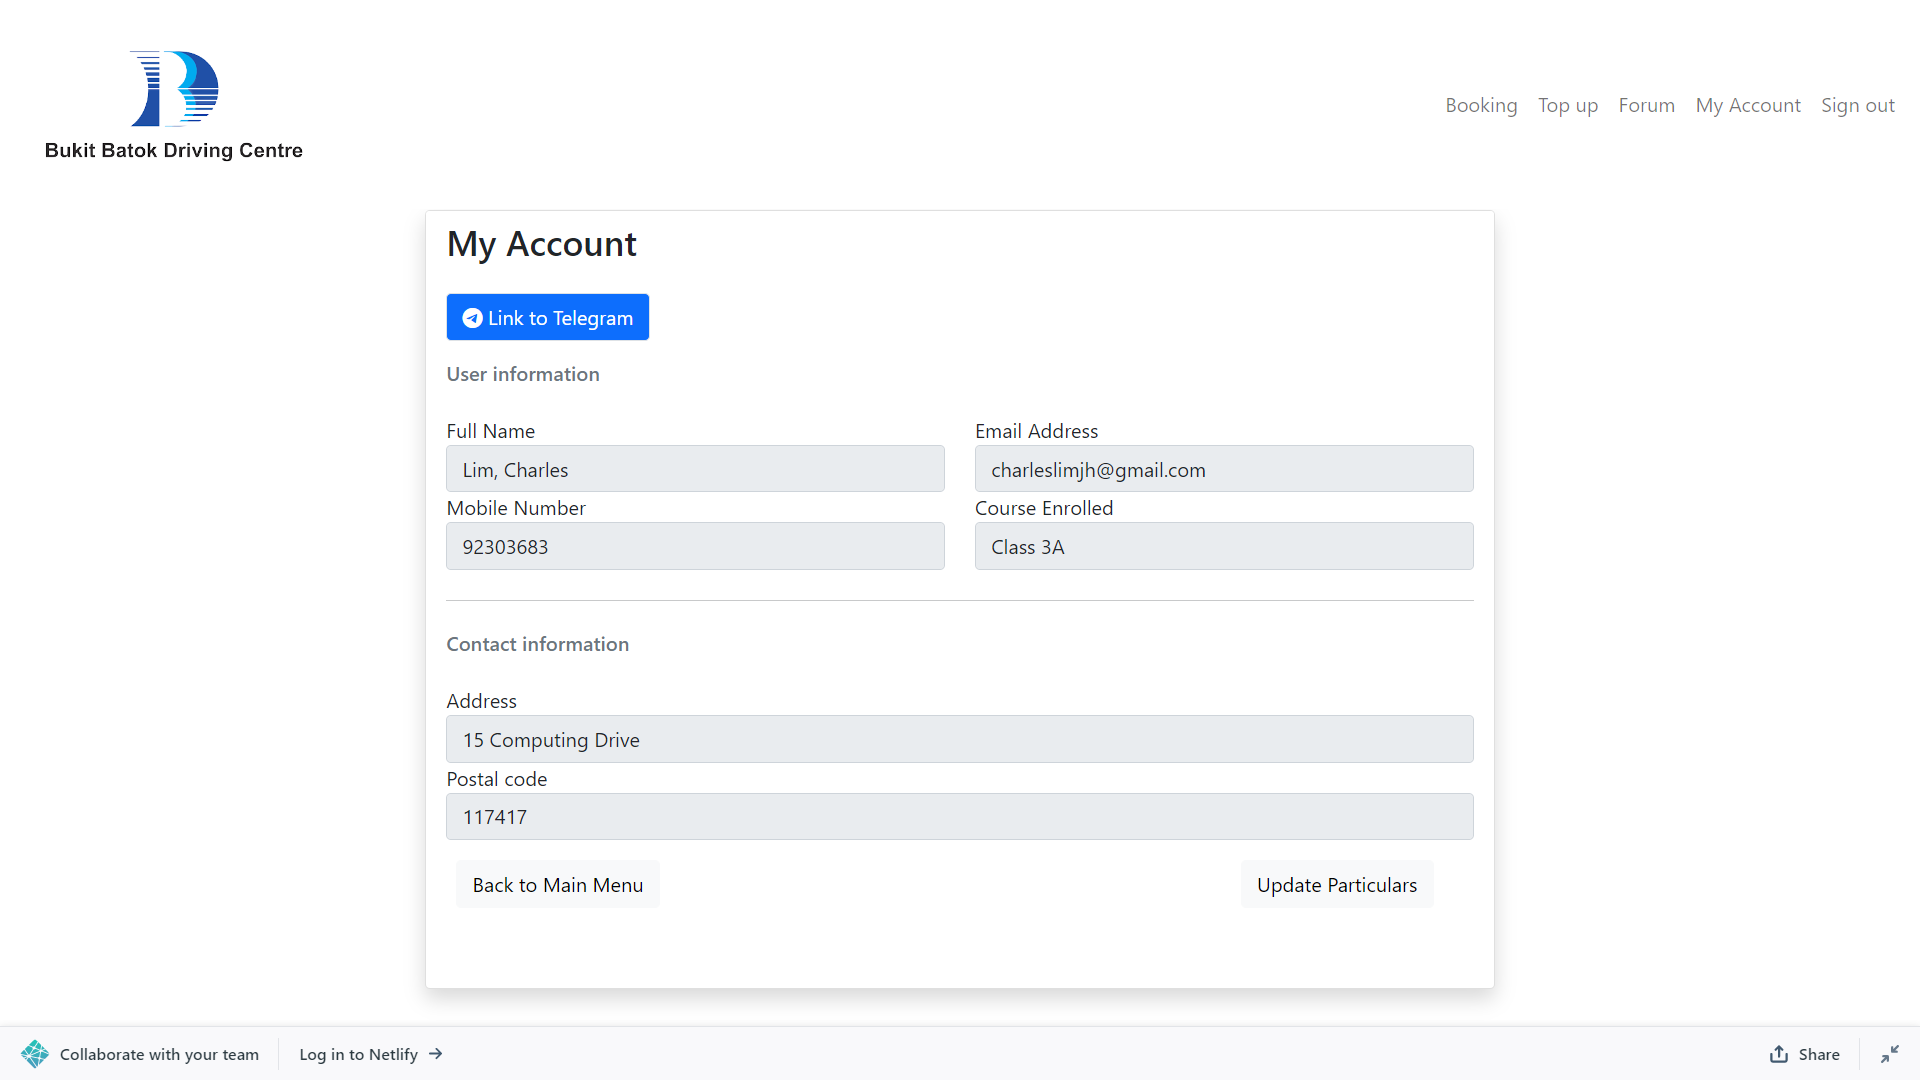 Bukit Batok Driving Centre
Booking Top up Forum My Account Sign out
My Account
Link to Telegram
User information
Full Name
Lim, Charles
Email Address
charleslimjh@gmail.com
Mobile Number
92303683
Course Enrolled
Class 3A
Contact information
Address
15 Computing Drive
Postal code
117417
Back to Main Menu
Update Particulars
Collaborate with your team
Log in to Netlify →
Share